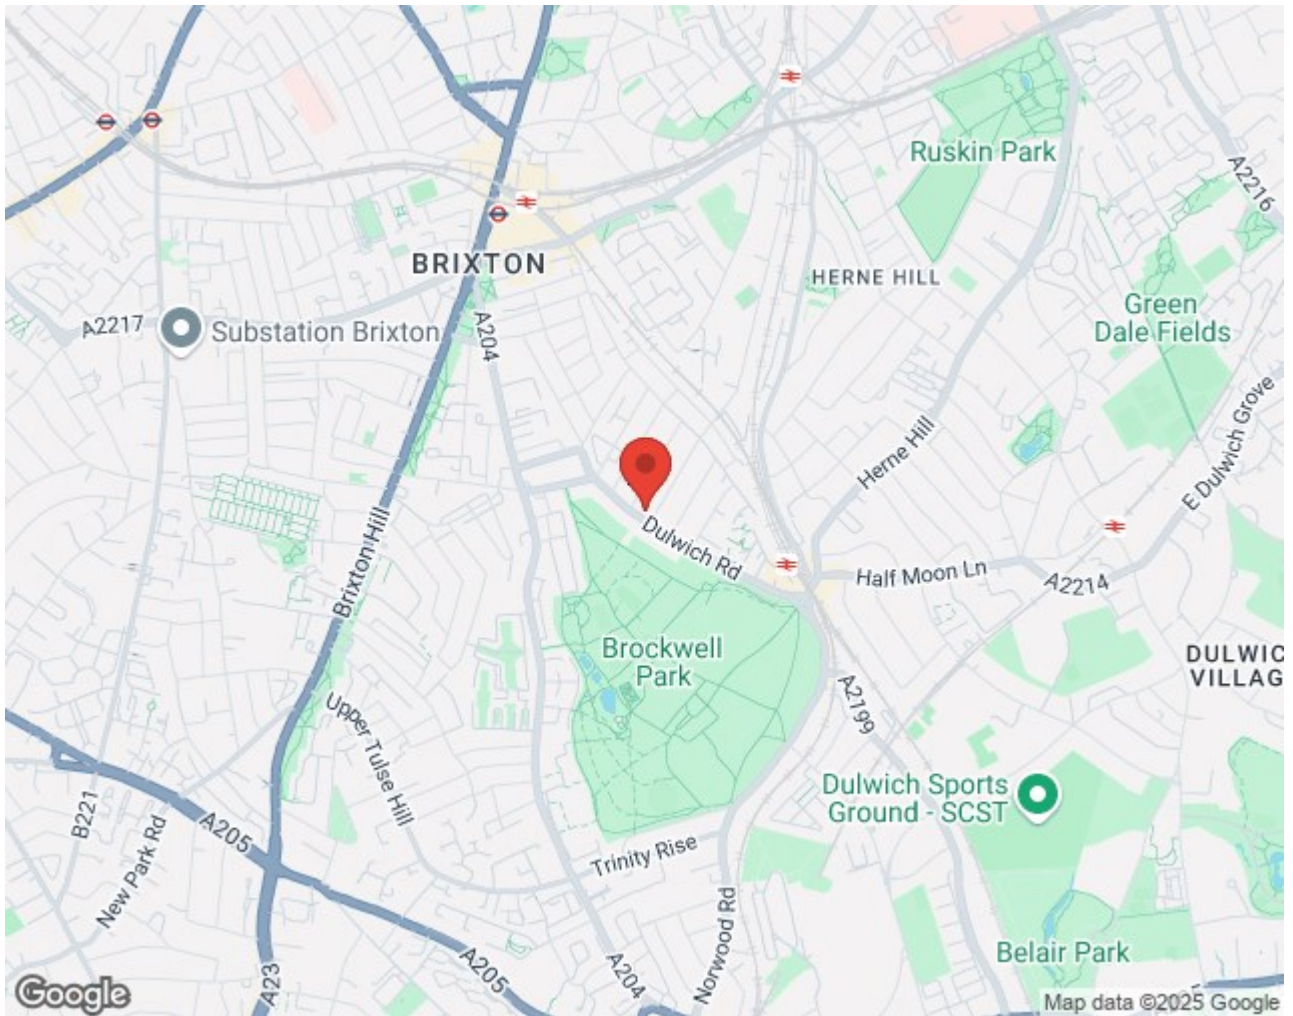 Ruskin Park
A2216
BRIXTON
HERNE HILL
Green
Dale Fields
A2217
Substation Brixton
A204
E Dulwich Grove
Herne Hill
Brixton Hill
Dulwich Rd
Half Moon Ln
A2214
Brockwell
Park
DULWIC
VILLAG
A2199
Upper Tulse Hill
Dulwich Sports
Ground - SCST
B221
New Park Rd
A205
Trinity Rise
Norwood Rd
Belair Park
A23
A205
A204
Google
Map data ©2025 Google